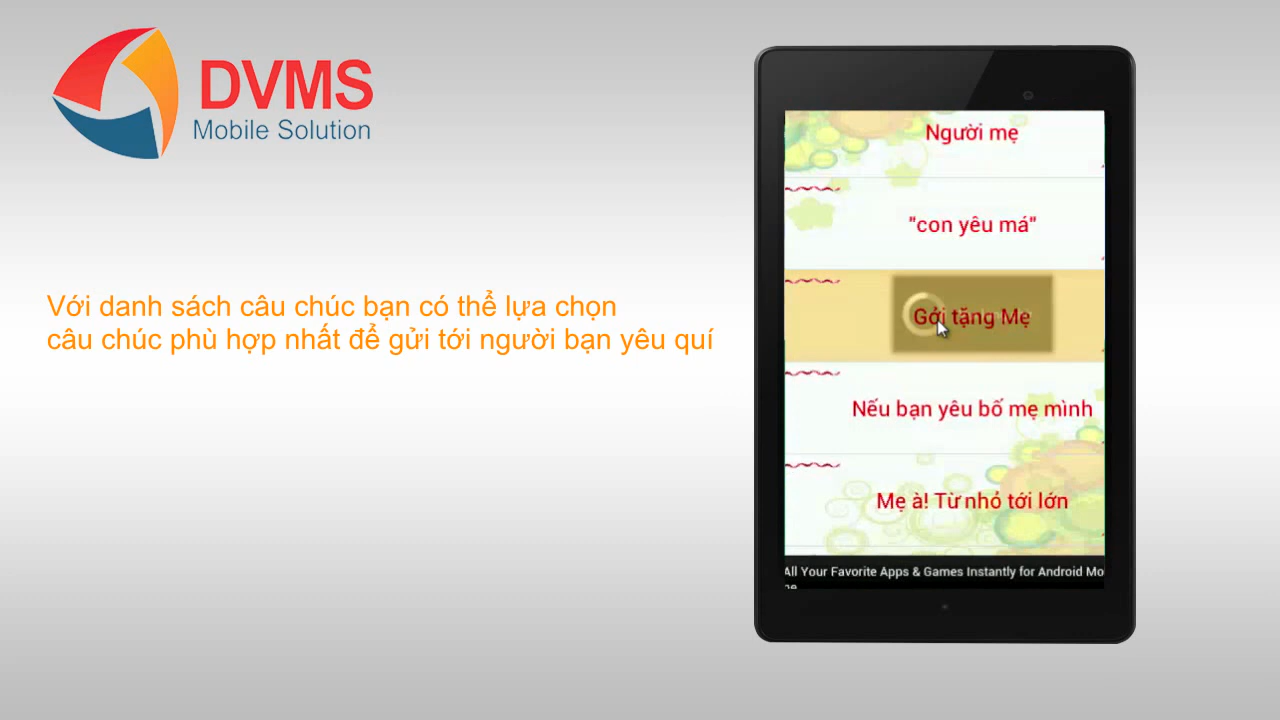 DVMS
Mobile Solution
Với danh sách câu chúc bạn có thể lựa chọn
câu chúc phù hợp nhất để gửi tới người bạn yêu quí
Người mẹ
"con yêu má"
Gởi tặng Mẹ
Nếu bạn yêu bố mẹ mình
Mẹ à! Từ nhỏ tới lớn
All Your Favorite Apps & Games Instantly for Android Mo